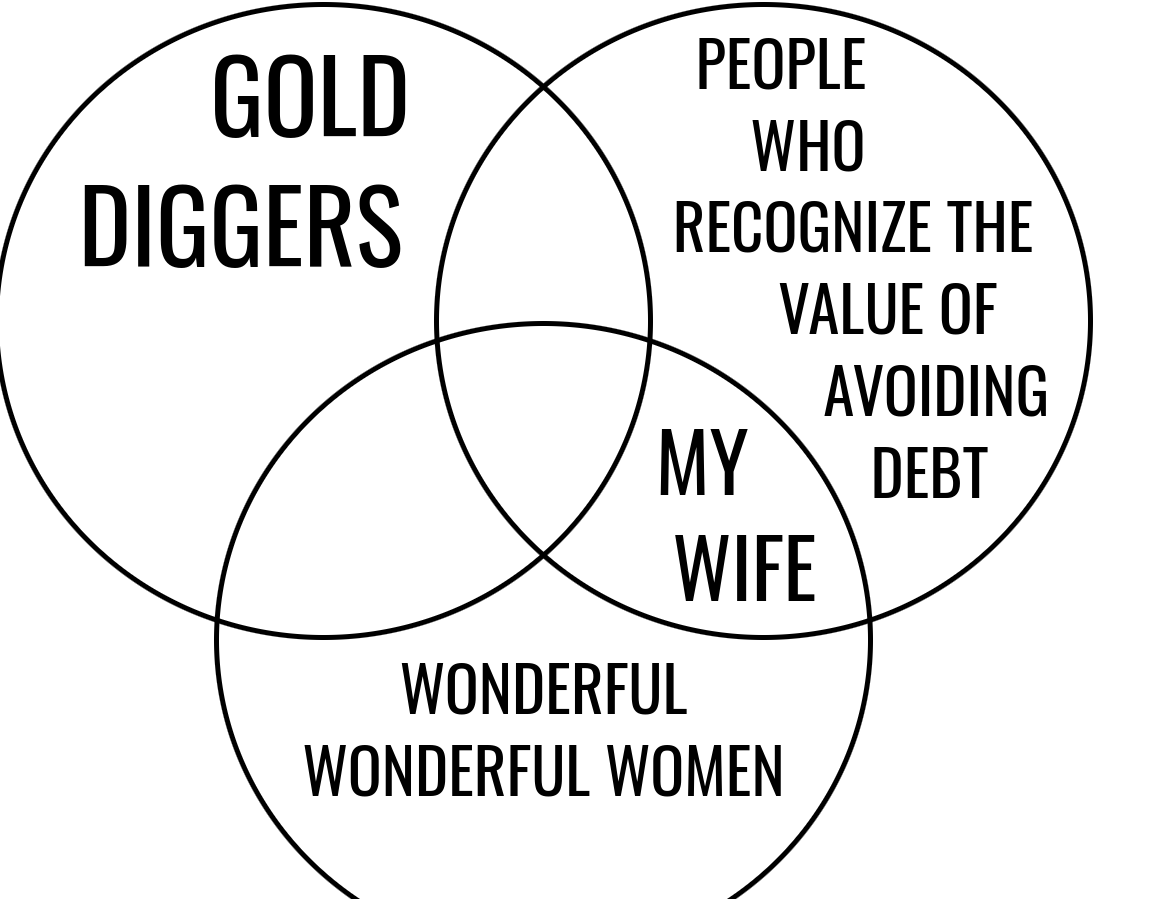 GOLD
DIGGERS
PEOPLE
WHO
RECOGNIZE THE
VALUE OF
AVOIDING
DEBT
MY
WIFE
WONDERFUL
WONDERFUL WOMEN